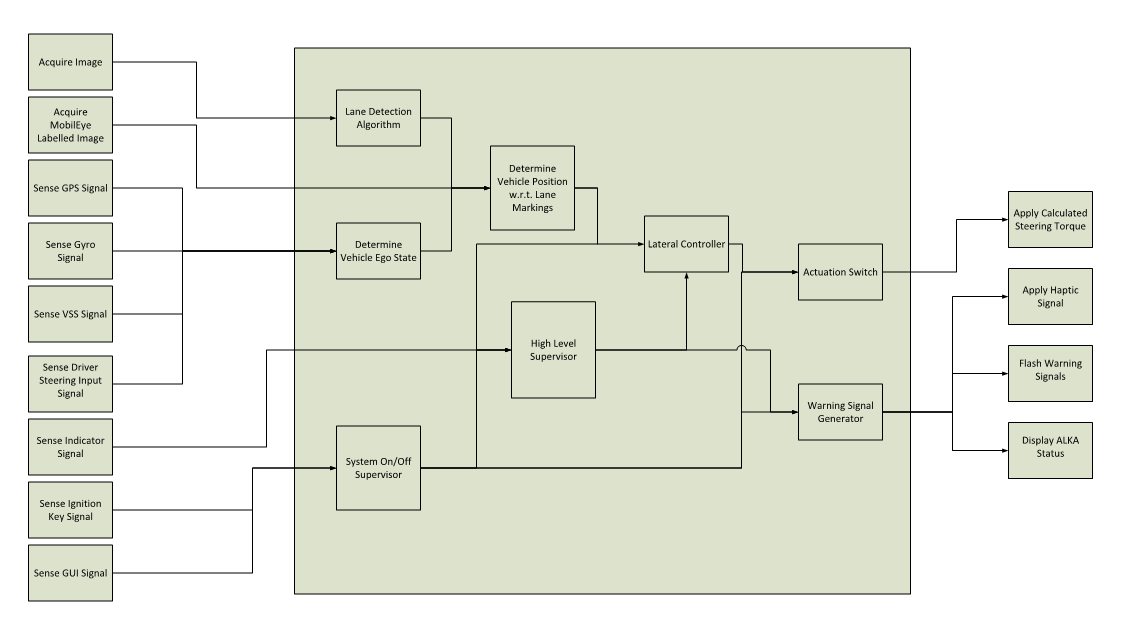 Acquire Image
Acquire
MobilEye
Labelled Image
Sense GPS Signal
Sense Gyro
Signal
Sense VSS Signal
Sense Driver
Steering Input
Signal
Sense Indicator
Signal
Sense Ignition
Key Signal
Sense GUI Signal
Lane Detection
Algorithm
Determine
Vehicle Ego State
System On/Off
Supervisor
Determine
Vehicle Position
w.r.t. Lane
Markings
High Level
Supervisor
Lateral Controller
Actuation Switch
Warning Signal
Generator
Apply Calculated
Steering Torque
Apply Haptic
Signal
Flash Warning
Signals
Display ALKA
Status